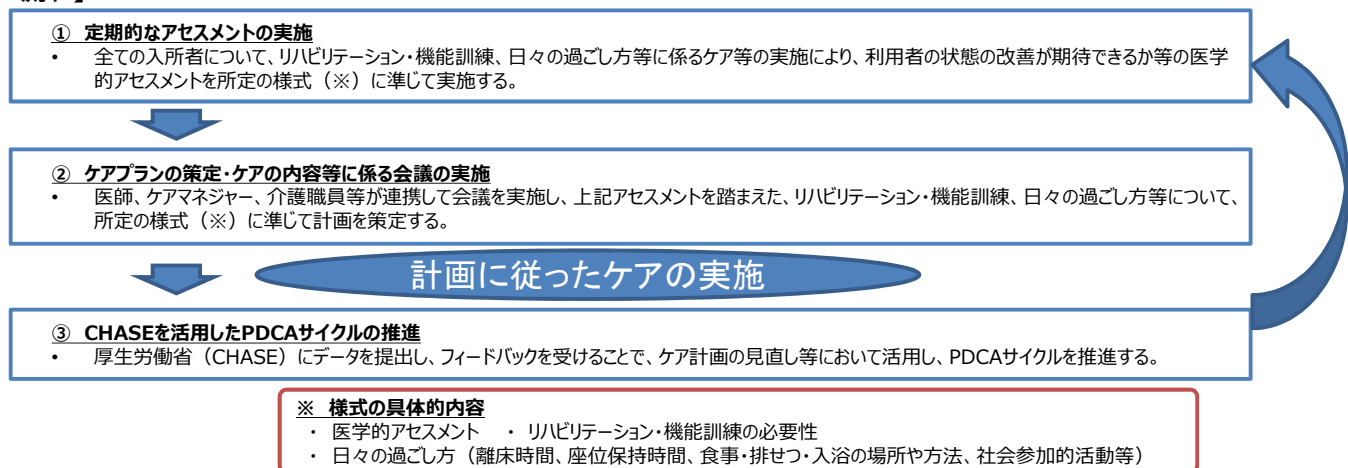 ① 定期的なアセスメントの実施
• 全ての入所者について、リハビリテーション・機能訓練、日々の過ごし方等に係るケア等の実施により、利用者の状態の改善が期待できるか等の医学
的アセスメントを所定の様式（※）に準じて実施する。
② ケアプランの策定・ケアの内容等に係る会議の実施
• 医師、ケアマネジャー、介護職員等が連携して会議を実施し、上記アセスメントを踏まえた、リハビリテーション・機能訓練、日々の過ごし方等について、
所定の様式（※）に準じて計画を策定する。
計画に従ったケアの実施
③ CHASEを活用したPDCAサイクルの推進
• 厚生労働省（CHASE）にデータを提出し、フィードバックを受けることで、ケア計画の見直し等において活用し、PDCAサイクルを推進する。
※ 様式の具体的内容
・ 医学的アセスメント ・ リハビリテーション・機能訓練の必要性
・ 日々の過ごし方（離床時間、座位保持時間、食事・排せつ・入浴の場所や方法、社会参加的活動等）